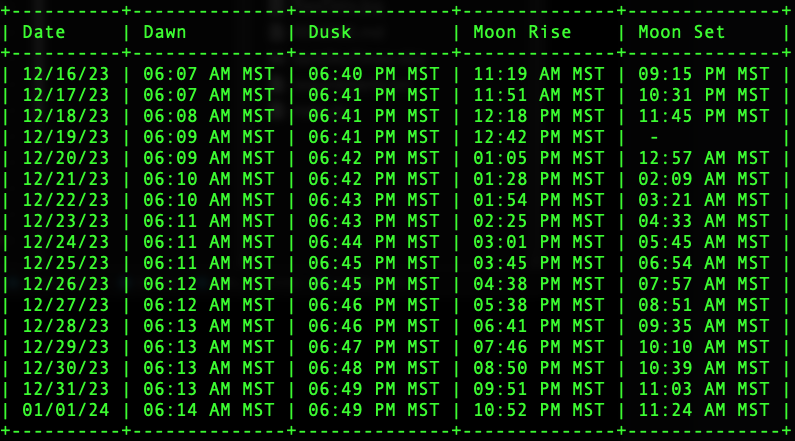 +----------+---------------+---------------+---------------+---------------+
| Date | Dawn | Dusk | Moon Rise | Moon Set |
+----------+---------------+---------------+---------------+---------------+
| 12/16/23 | 06:07 AM MST | 06:40 PM MST | 11:19 AM MST | 09:15 PM MST |
| 12/17/23 | 06:07 AM MST | 06:41 PM MST | 11:51 AM MST | 10:31 PM MST |
| 12/18/23 | 06:08 AM MST | 06:41 PM MST | 12:18 PM MST | 11:45 PM MST |
| 12/19/23 | 06:09 AM MST | 06:41 PM MST | 12:42 PM MST | - |
| 12/20/23 | 06:09 AM MST | 06:42 PM MST | 01:05 PM MST | 12:57 AM MST |
| 12/21/23 | 06:10 AM MST | 06:42 PM MST | 01:28 PM MST | 02:09 AM MST |
| 12/22/23 | 06:10 AM MST | 06:43 PM MST | 01:54 PM MST | 03:21 AM MST |
| 12/23/23 | 06:11 AM MST | 06:43 PM MST | 02:25 PM MST | 04:33 AM MST |
| 12/24/23 | 06:11 AM MST | 06:44 PM MST | 03:01 PM MST | 05:45 AM MST |
| 12/25/23 | 06:11 AM MST | 06:45 PM MST | 03:45 PM MST | 06:54 AM MST |
| 12/26/23 | 06:12 AM MST | 06:45 PM MST | 04:38 PM MST | 07:57 AM MST |
| 12/27/23 | 06:12 AM MST | 06:46 PM MST | 05:38 PM MST | 08:51 AM MST |
| 12/28/23 | 06:13 AM MST | 06:46 PM MST | 06:41 PM MST | 09:35 AM MST |
| 12/29/23 | 06:13 AM MST | 06:47 PM MST | 07:46 PM MST | 10:10 AM MST |
| 12/30/23 | 06:13 AM MST | 06:48 PM MST | 08:50 PM MST | 10:39 AM MST |
| 12/31/23 | 06:13 AM MST | 06:49 PM MST | 09:51 PM MST | 11:03 AM MST |
| 01/01/24 | 06:14 AM MST | 06:49 PM MST | 10:52 PM MST | 11:24 AM MST |
+----------+---------------+---------------+---------------+---------------+